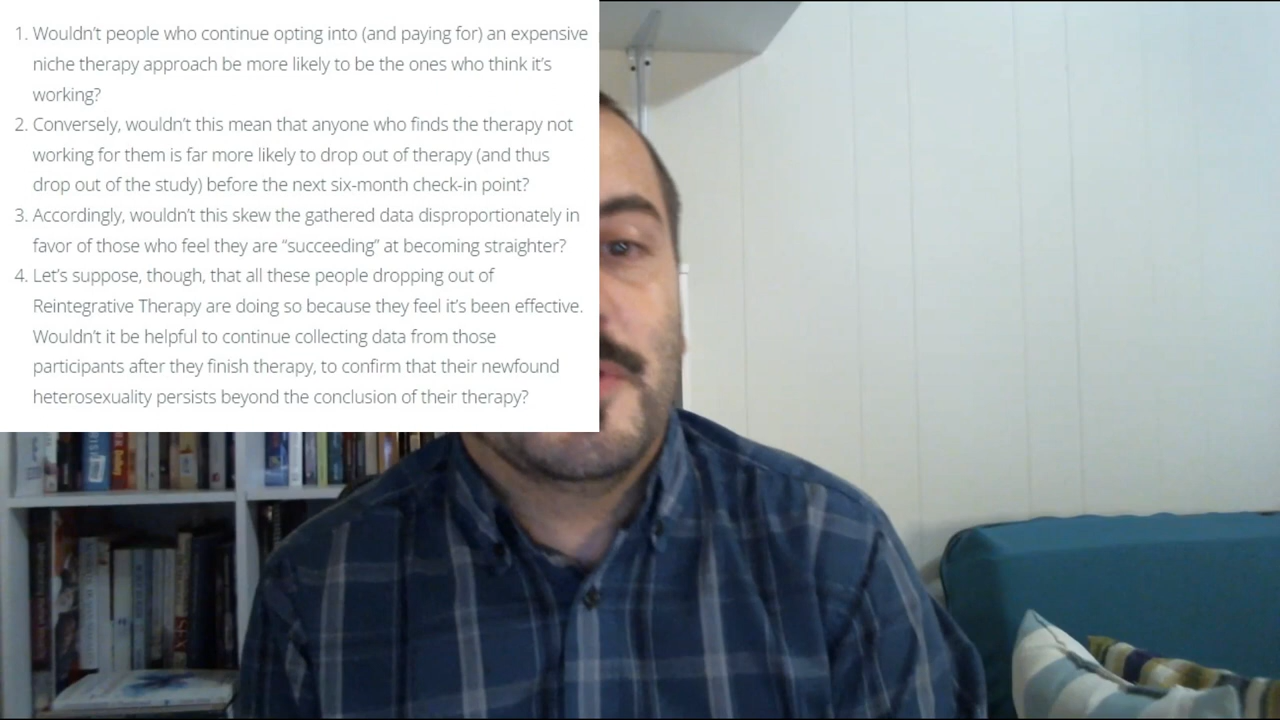 1. Wouldn’t people who continue opting into (and paying for) an expensive
niche therapy approach be more likely to be the ones who think it’s
working?
2. Conversely, wouldn’t this mean that anyone who finds the therapy not
working for them is far more likely to drop out of therapy (and thus
drop out of the study) before the next six-month check-in point?
3. Accordingly, wouldn’t this skew the gathered data disproportionately in
favor of those who feel they are “succeeding” at becoming straighter?
4. Let’s suppose, though, that all these people dropping out of
Reintegrative Therapy are doing so because they feel it’s been effective.
Wouldn’t it be helpful to continue collecting data from those
participants after they finish therapy, to confirm that their newfound
heterosexuality persists beyond the conclusion of their therapy?